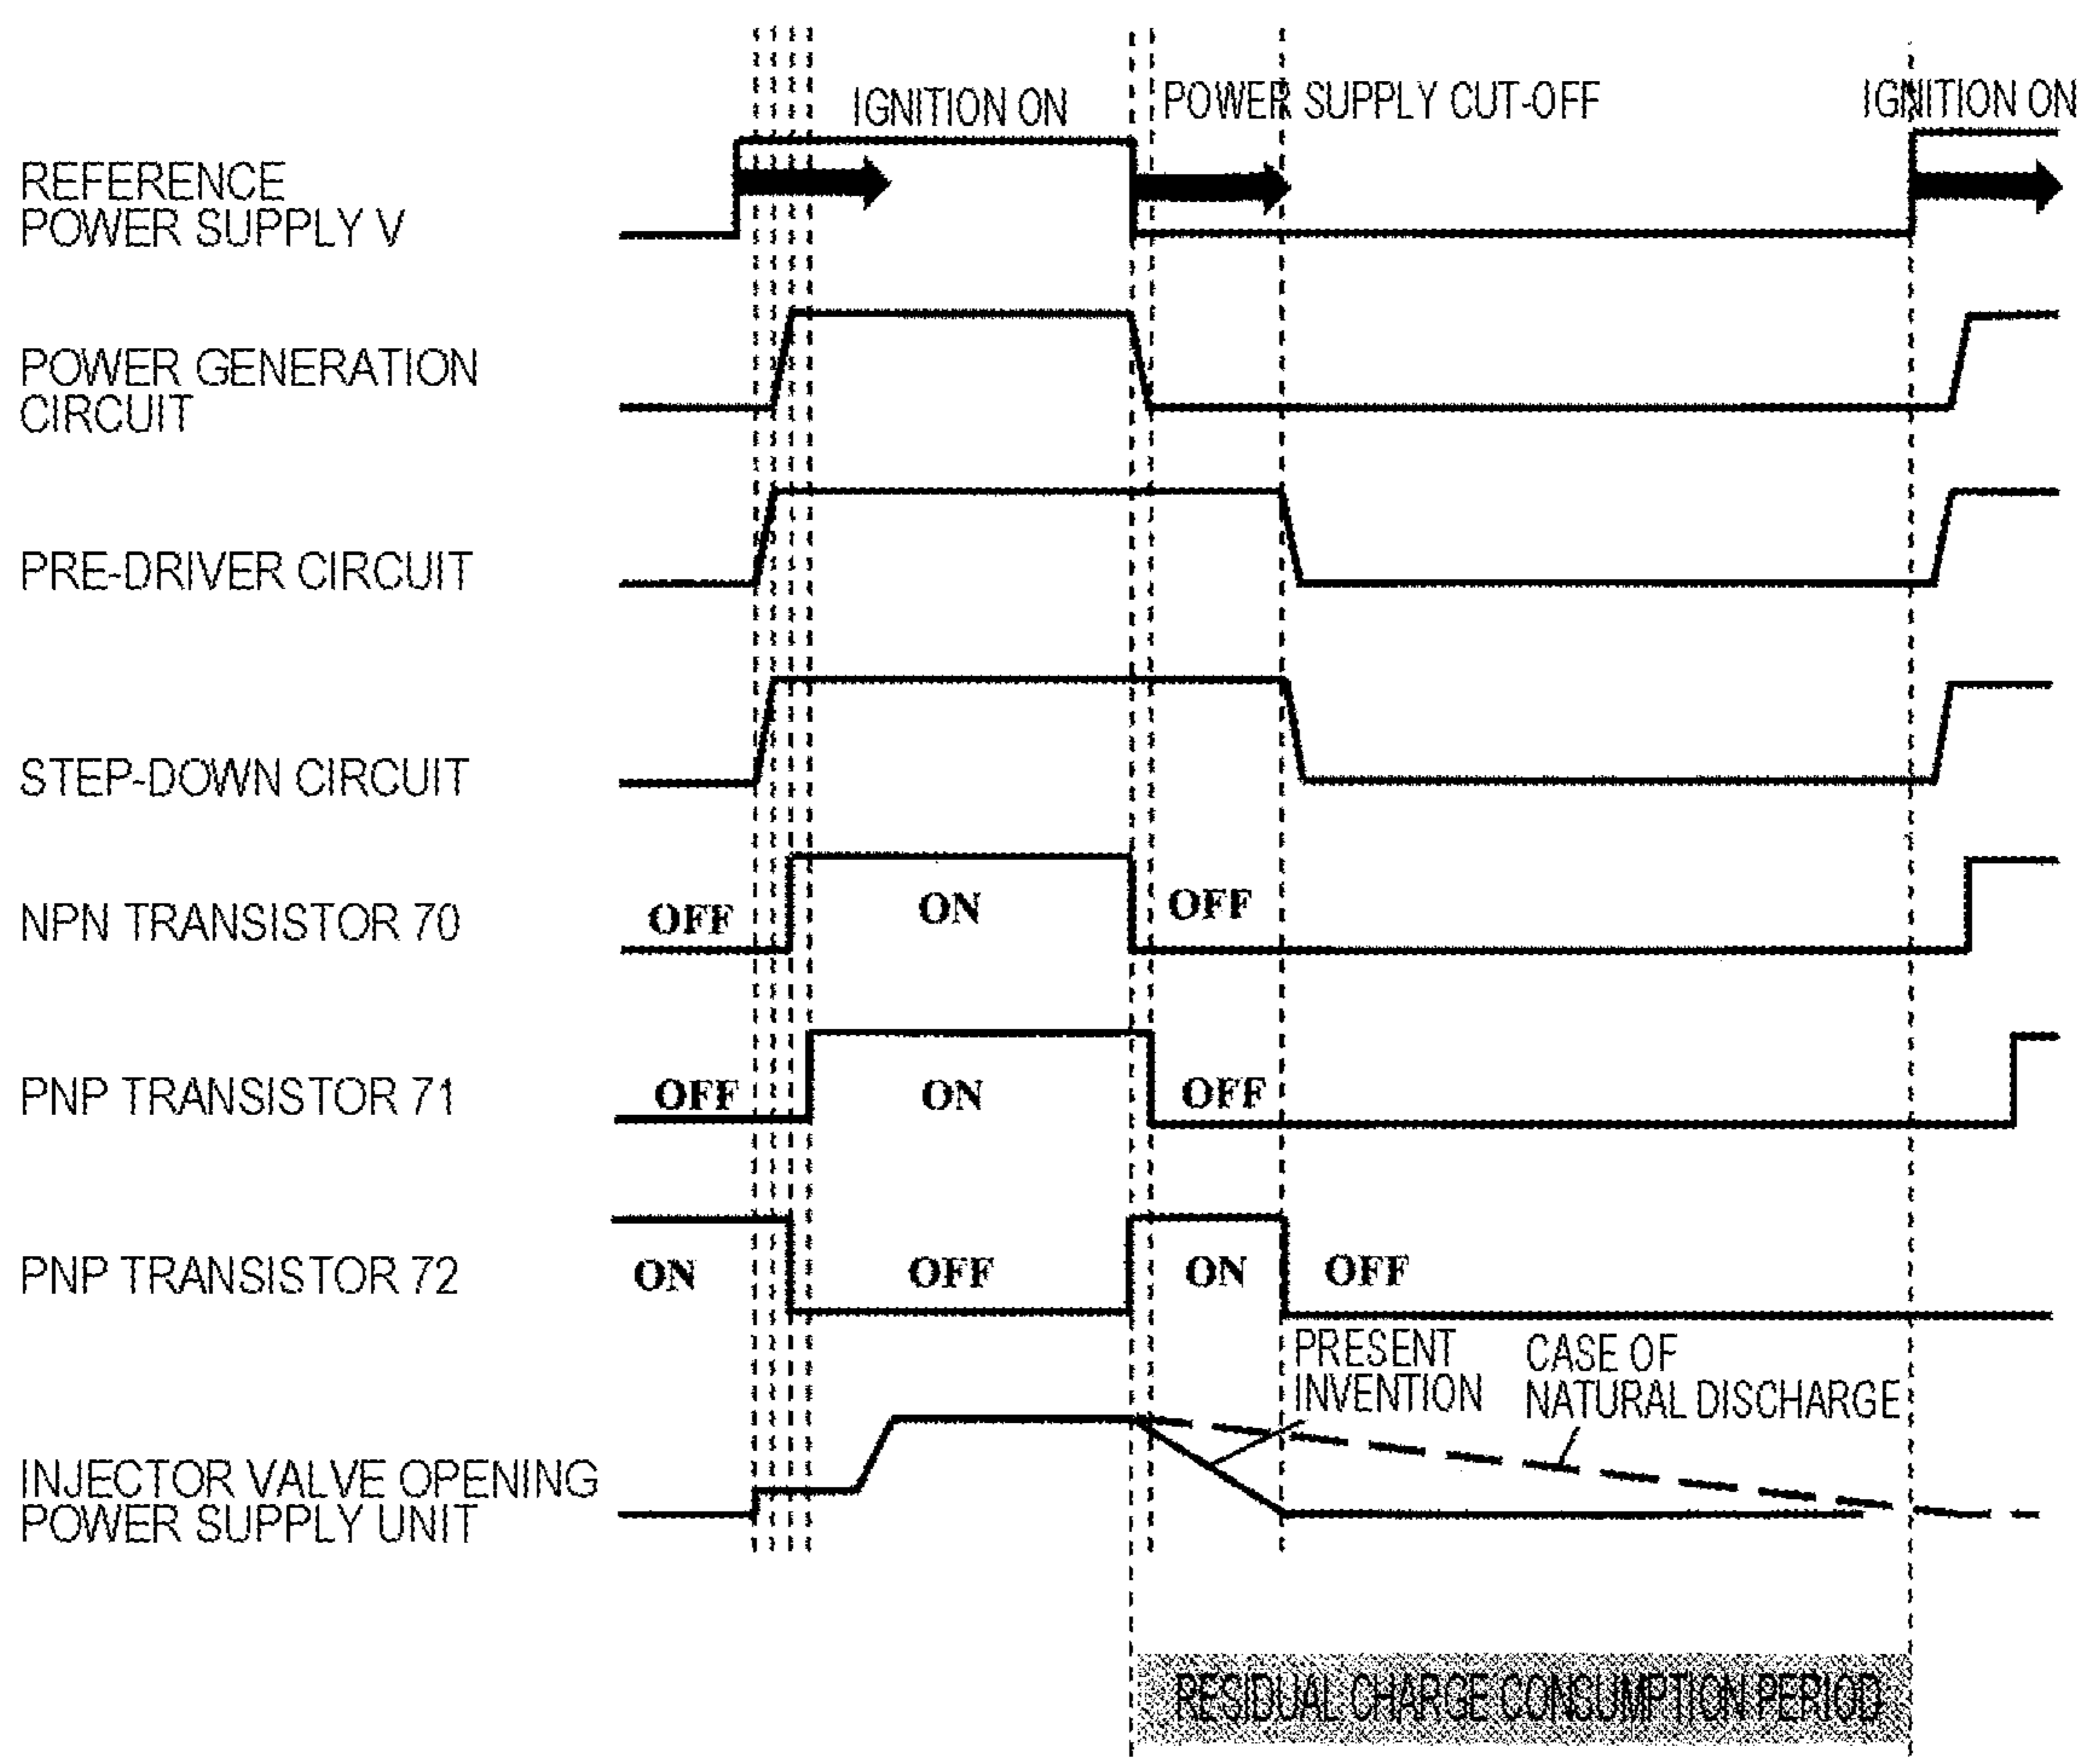 IGNITION ON
POWER SUPPLY CUT-OFF
IGNITION ON
REFERENCE
POWER SUPPLY V
POWER GENERATION
CIRCUIT
PRE-DRIVER CIRCUIT
STEP-DOWN CIRCUIT
NPN TRANSISTOR 70
OFF
ON
OFF
PNP TRANSISTOR 71
OFF
ON
OFF
PNP TRANSISTOR 72
ON
OFF
ON
OFF
PRESENT
INVENTION
CASE OF
NATURAL DISCHARGE
INJECTOR VALVE OPENING
POWER SUPPLY UNIT
RESIDUAL CHARGE CONSUMPTION PERIOD